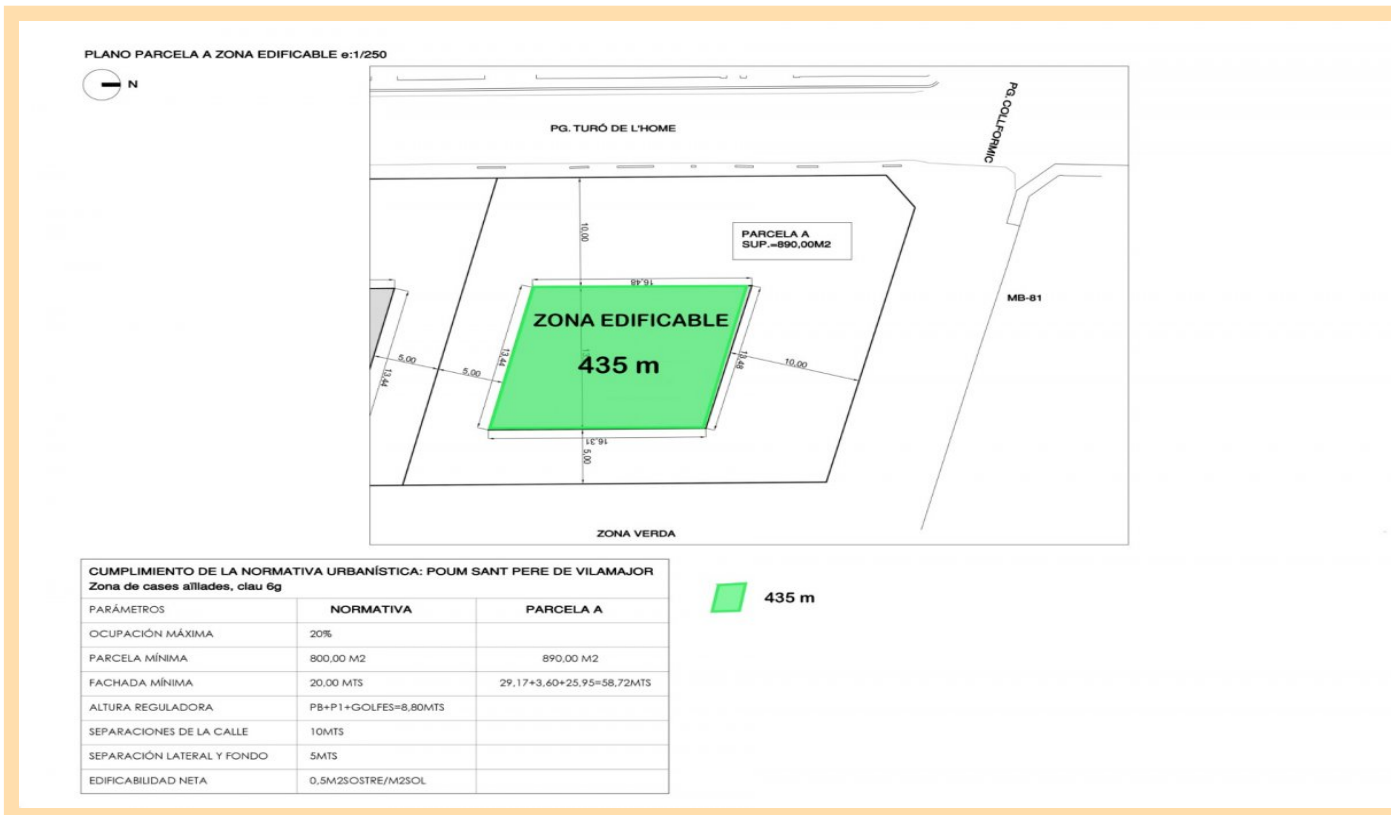 PLANO PARCELA A ZONA EDIFICABLE e:1/250
N
PG. TURÓ DE L'HOME
PG. COLLFORMIC
10,00
PARCELA A
SUP.=890,00M2
16,48
MB-81
ZONA EDIFICABLE
435 m
13,44
13,48
10,00
5,00
5,00
13,44
16,31
5,00
ZONA VERDA
CUMPLIMIENTO DE LA NORMATIVA URBANÍSTICA: POUM SANT PERE DE VILAMAJOR
Zona de cases aïllades, clau 6g
PARÁMETROS NORMATIVA PARCELA A
OCUPACIÓN MÁXIMA 20%
PARCELA MÍNIMA 800,00 M2 890,00 M2
FACHADA MÍNIMA 20,00 MTS 29,17+3,60+25,95=58,72MTS
ALTURA REGULADORA PB+P1+GOLFES=8,80MTS
SEPARACIONES DE LA CALLE 10MTS
SEPARACIÓN LATERAL Y FONDO 5MTS
EDIFICABILIDAD NETA 0,5M2SOSTRE/M2SOL
435 m